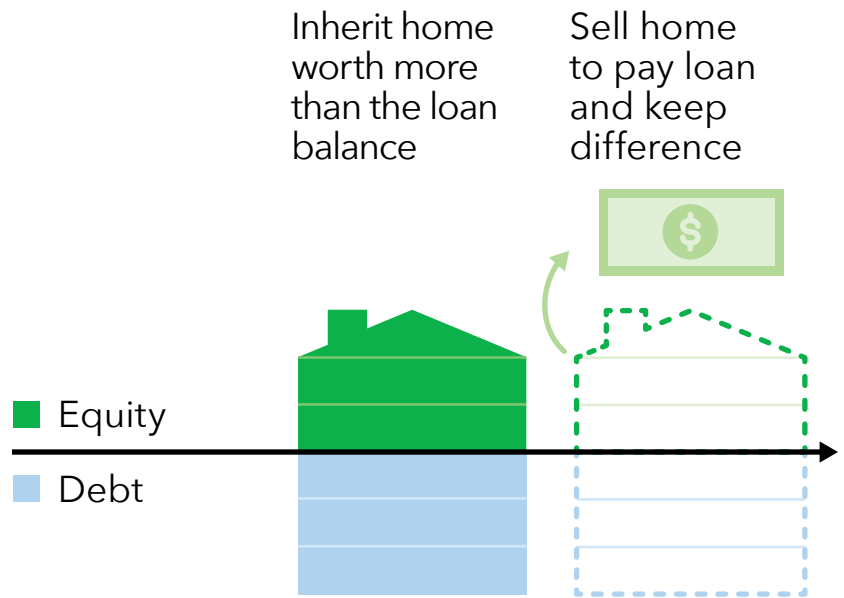 Inherit home
worth more
than the loan
balance
Sell home
to pay loan
and keep
difference
$
Equity
Debt